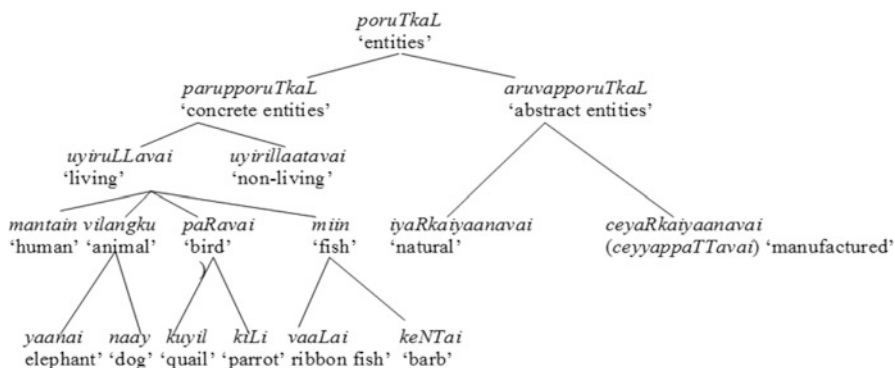 poruTkaL
‘entities’
parupporuTkaL aruvapporuTkaL
‘concrete entities’ ‘abstract entities’
uyiruLLavai uyirillaatavai
‘living’ ‘non-living’
mantain vilangku paRavai miin iyaRkaiyaanavai ceyaRkaiyaanavai
‘human’ ‘animal’ ‘bird’ ‘fish’ ‘natural’ (ceyyappaTTavai) ‘manufactured’
)
yaanai naay kuyil kiLi vaaLai keNTai
elephant’ ‘dog’ ‘quail’ ‘parrot’ ribbon fish’ ‘barb’